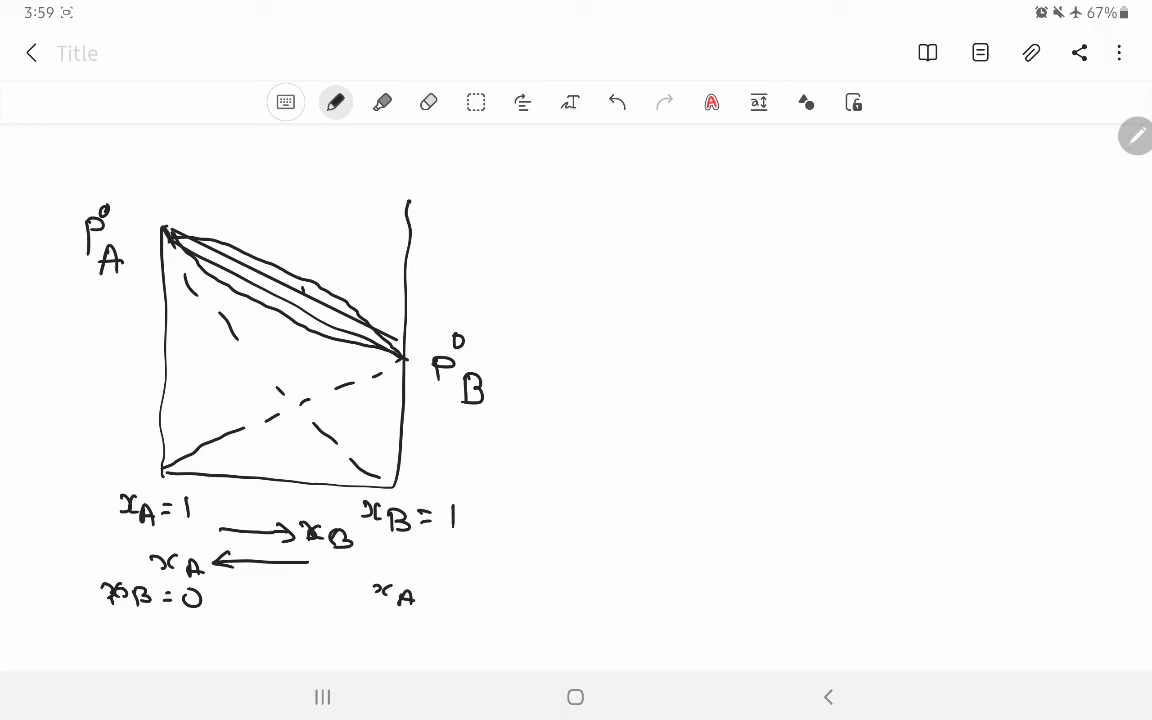 3:59
67%
Title
P°A
P°B
xA = 1
xB = 1
xB
xA
xB = 0
xA